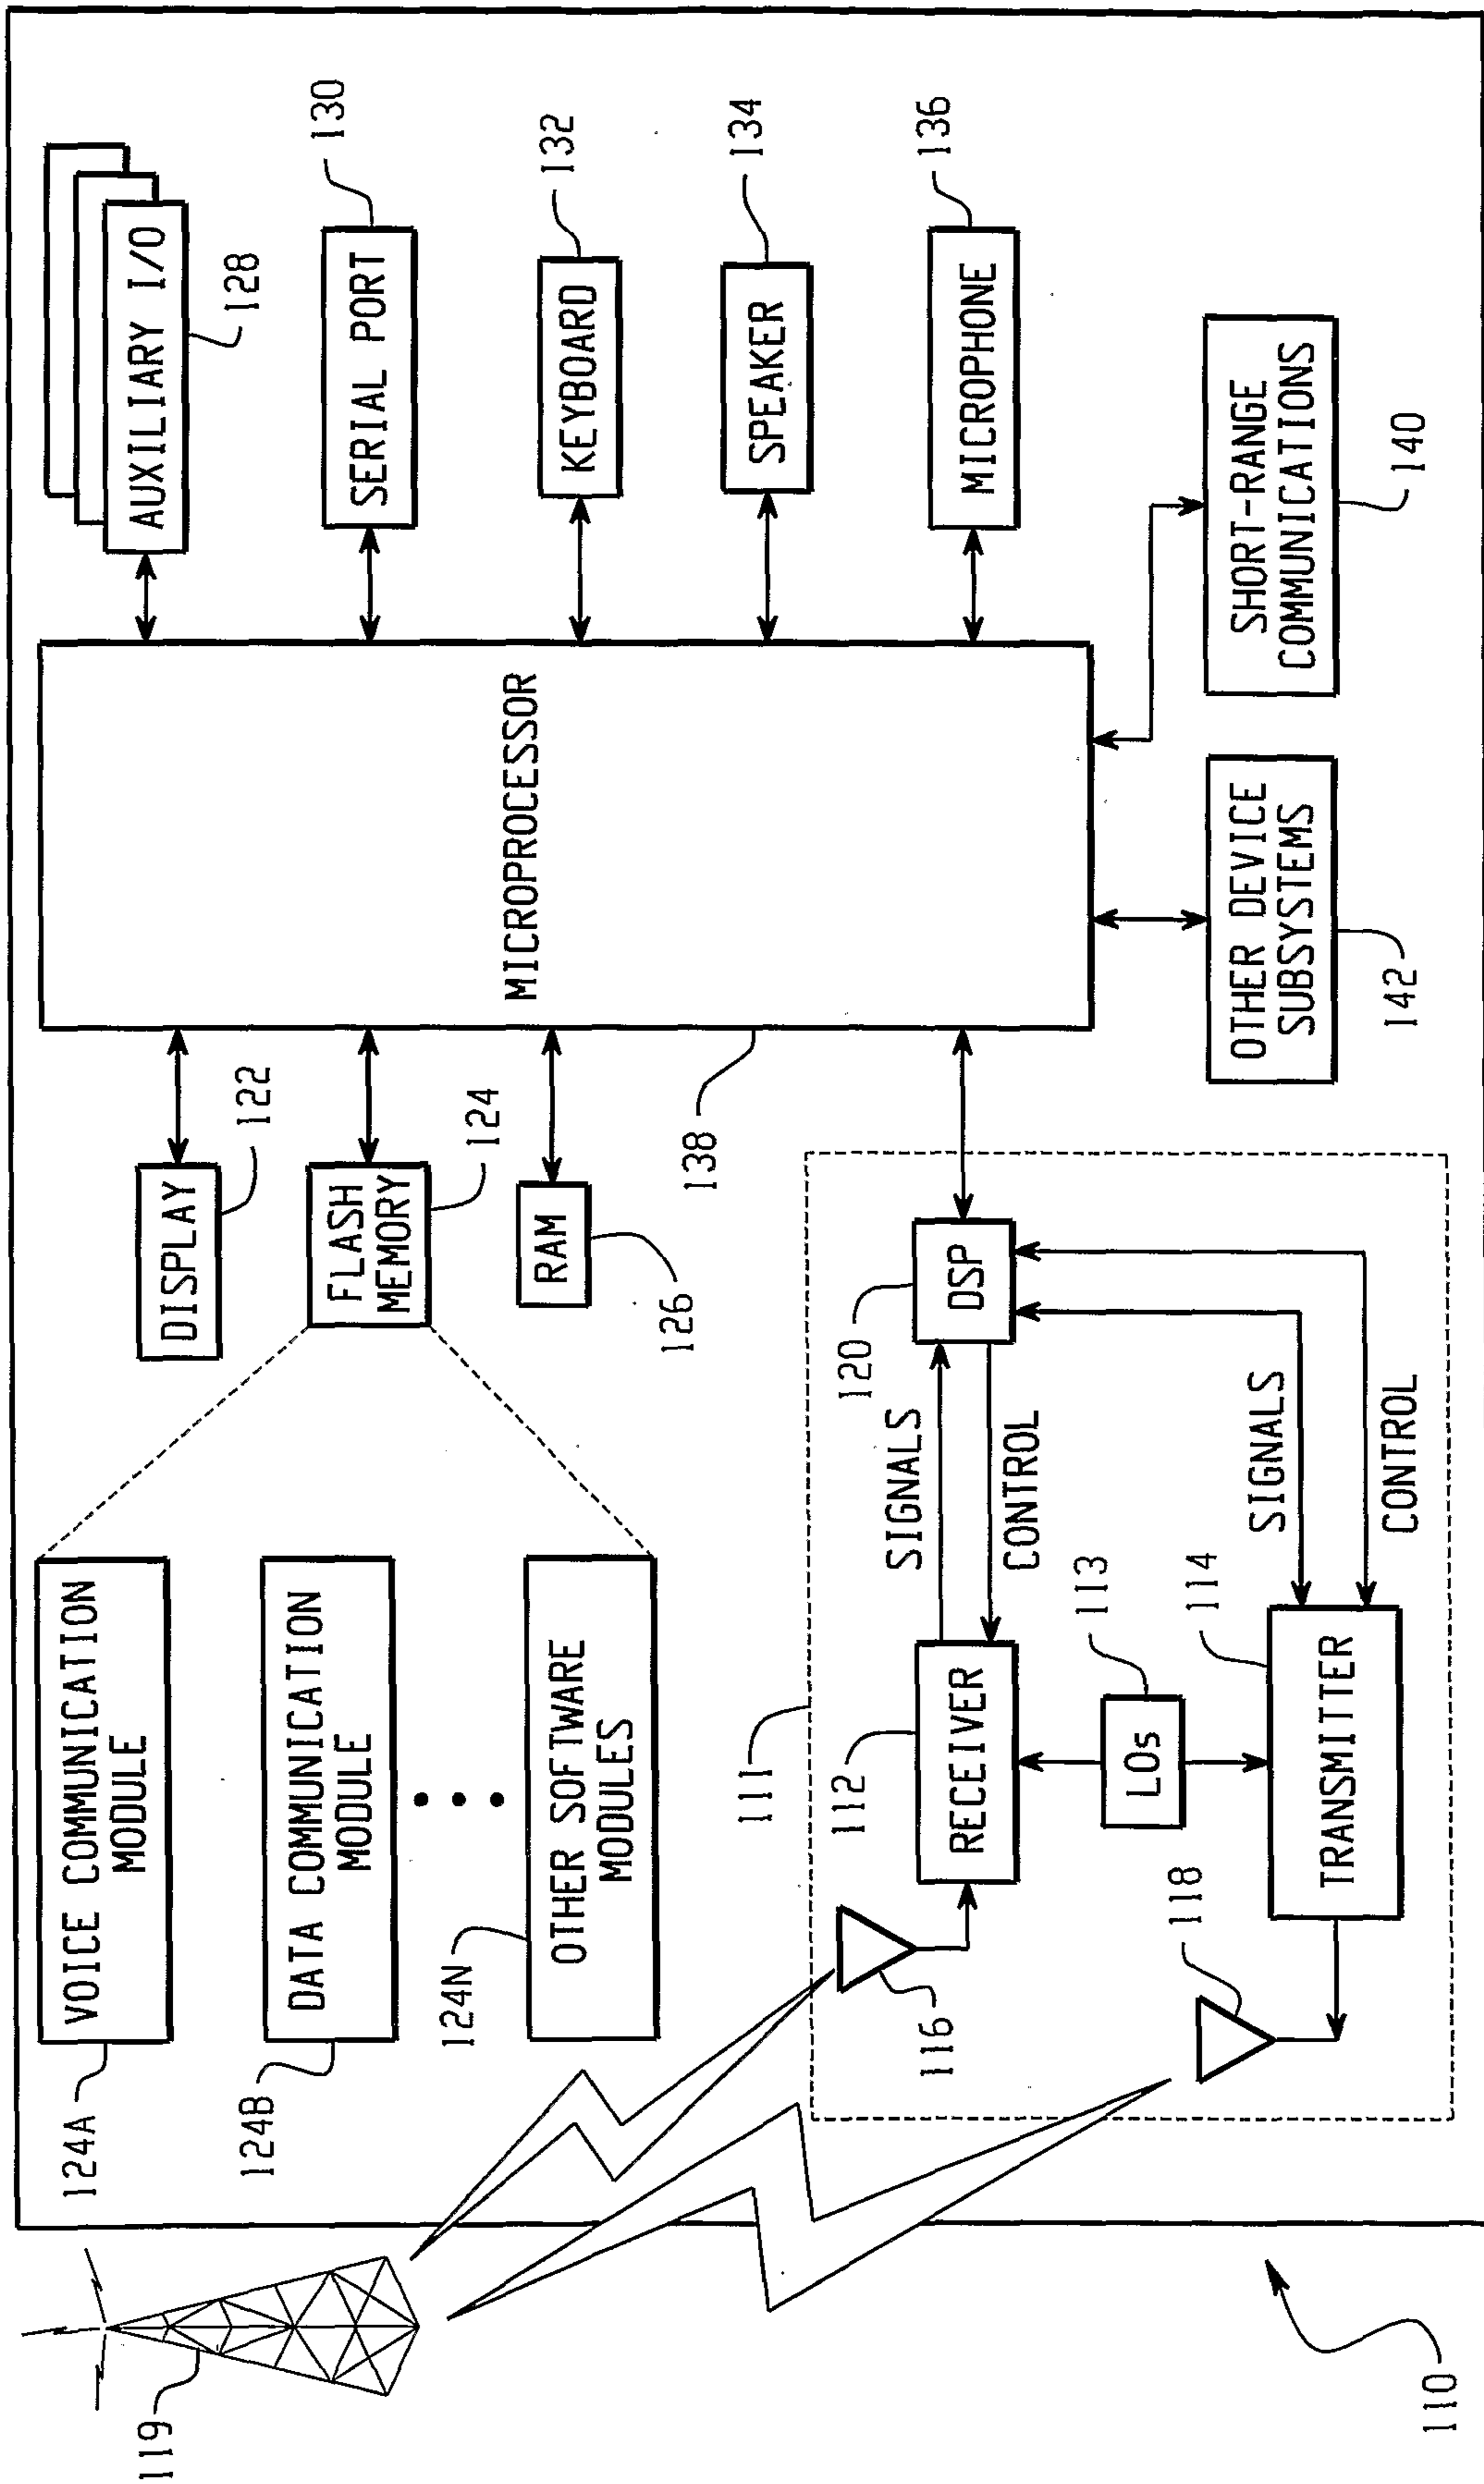 119
124A
VOICE COMMUNICATION
MODULE
124B
DATA COMMUNICATION
MODULE
124N
OTHER SOFTWARE
MODULES
DISPLAY
122
FLASH
MEMORY
124
RAM
126
138
MICROPROCESSOR
AUXILIARY I/O
128
SERIAL PORT
130
KEYBOARD
132
SPEAKER
134
MICROPHONE
136
111
116
112
RECEIVER
SIGNALS
CONTROL
120
DSP
113
LOs
118
114
TRANSMITTER
SIGNALS
CONTROL
OTHER DEVICE
SUBSYSTEMS
142
SHORT-RANGE
COMMUNICATIONS
140
110